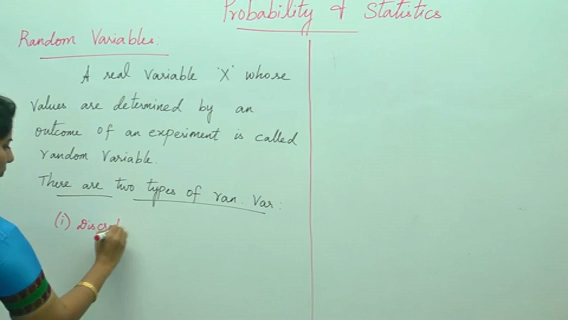 Probability & Statistics
Random Variables:
A real variable 'X' whose
values are determined by an
outcome of an experiment is called
random variable.
There are two types of ran. Var:
(i)